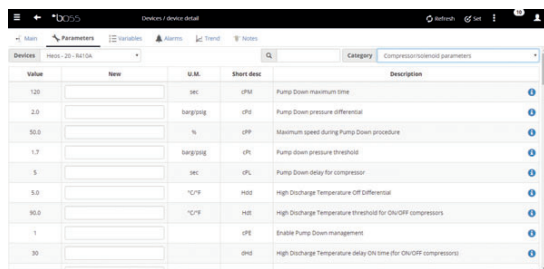 boss Devices / device detail Refresh Set 10
Main Parameters Variables Alarms Trend Notes
Devices Heos - 20 - R410A Category Compressor/solenoid parameters
Value New U.M. Short desc Description
120 sec cPM Pump Down maximum time
2.0 barg/psig cPd Pump Down pressure differential
50.0 % cPP Maximum speed during Pump Down procedure
1.7 barg/psig cPt Pump down pressure threshold
5 sec cFL Pump Down delay for compressor
5.0 °C/°F Hdd High Discharge Temperature Off Differential
90.0 °C/°F Hdt High Discharge Temperature threshold for ON/OFF compressors
1 cPE Enable Pump Down management
30 dHd High Discharge Temperature delay ON time (for ON/OFF compressors)